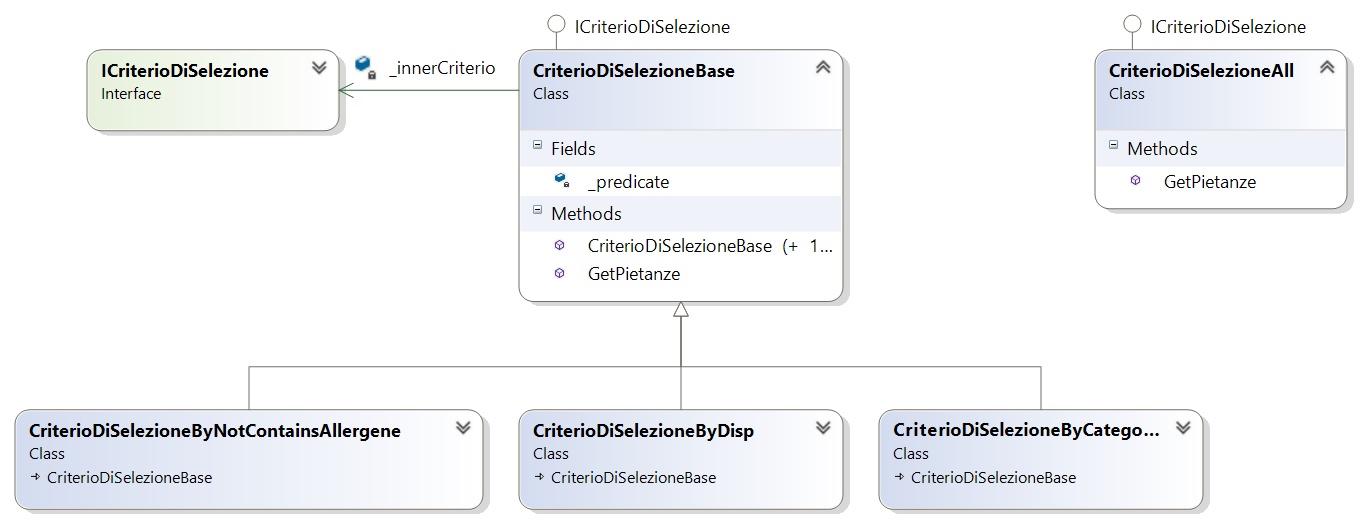 ICriterioDiSelezione
ICriterioDiSelezione
ICriterioDiSelezione
Interface
_innerCriterio
CriterioDiSelezioneBase
Class
Fields
_predicate
Methods
CriterioDiSelezioneBase (+ 1...
GetPietanze
CriterioDiSelezioneAll
Class
Methods
GetPietanze
CriterioDiSelezioneByNotContainsAllergene
Class
CriterioDiSelezioneBase
CriterioDiSelezioneByDisp
Class
CriterioDiSelezioneBase
CriterioDiSelezioneByCatego...
Class
CriterioDiSelezioneBase